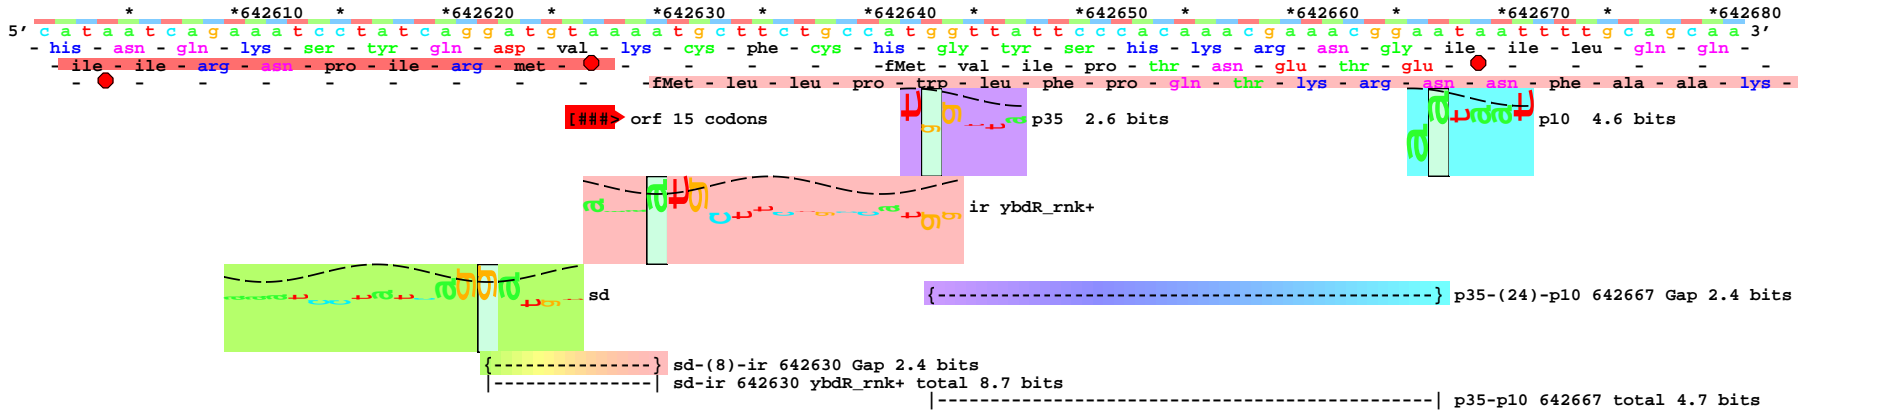 * *642610 * *642620 * *642630 * *642640 * *642650 * *642660 * *642670 * *642680
5' c a t a a t c a g a a a t c c t a t c a g g a t g t a a a a t g c t t c t g c c a t g g t t a t t c c c a c a a a c g a a a c g g a a t a a t t t t g c a g c a a 3'
- his - asn - gln - lys - ser - tyr - gln - asp - val - lys - cys - phe - cys - his - gly - tyr - ser - his - lys - arg - asn - gly - ile - ile - leu - gln - gln -
- ile - ile - arg - asn - pro - ile - arg - met - - - - - -fMet - val - ile - pro - thr - asn - glu - thr - glu - - - - -
- - - - - - - - -fMet - leu - leu - pro - trp - leu - phe - pro - gln - thr - lys - arg - asn - asn - phe - ala - ala - lys -
[###> orf 15 codons
p35 2.6 bits
p10 4.6 bits
ir ybdR_rnk+
sd
{-----------------------------------} p35-(24)-p10 642667 Gap 2.4 bits
{---------------} sd-(8)-ir 642630 Gap 2.4 bits
|---------------| sd-ir 642630 ybdR_rnk+ total 8.7 bits
|-----------------------------------| p35-p10 642667 total 4.7 bits